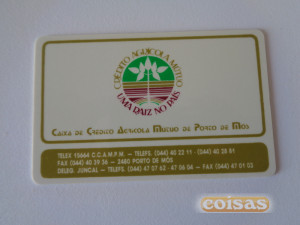 CRÉDITO AGRÍCOLA MÚTUO
UMA RAIZ NO PAÍS
CAIXA DE CRÉDITO AGRÍCOLA MÚTUO DE PORTO DE MÓS
TELEX 15664 C.C.A.M.P.M. — TELEFS. (044) 40 22 11 - (044) 40 28 81
FAX (044) 40 39 56 — 2480 PORTO DE MÓS
DELEG. JUNCAL — TELEFS. (044) 47 07 63 - 47 06 04 — FAX (044) 47 01 03
coisas